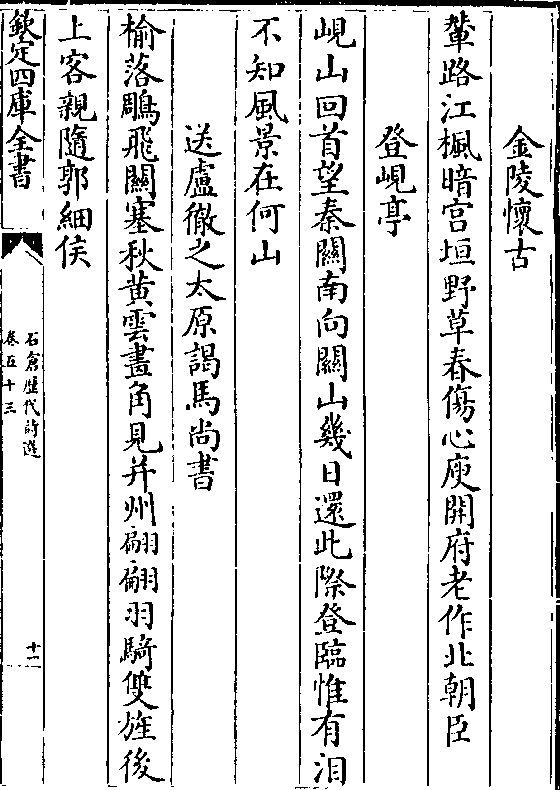 金陵懷古
輦路江楓暗宫垣野草春傷心庾開府老作北朝臣
登峴亭
峴山回首望秦關南向闗山幾日還此際登臨惟有淚
不知風景在何山
送盧徹之太原謁馬尚書
榆落鵰飛闗塞秋黄雲畫角見并州翩翩羽騎雙旌後
上客親隨郭細侯
欽定四庫全書
石倉歴代詩選
卷五十三
十一